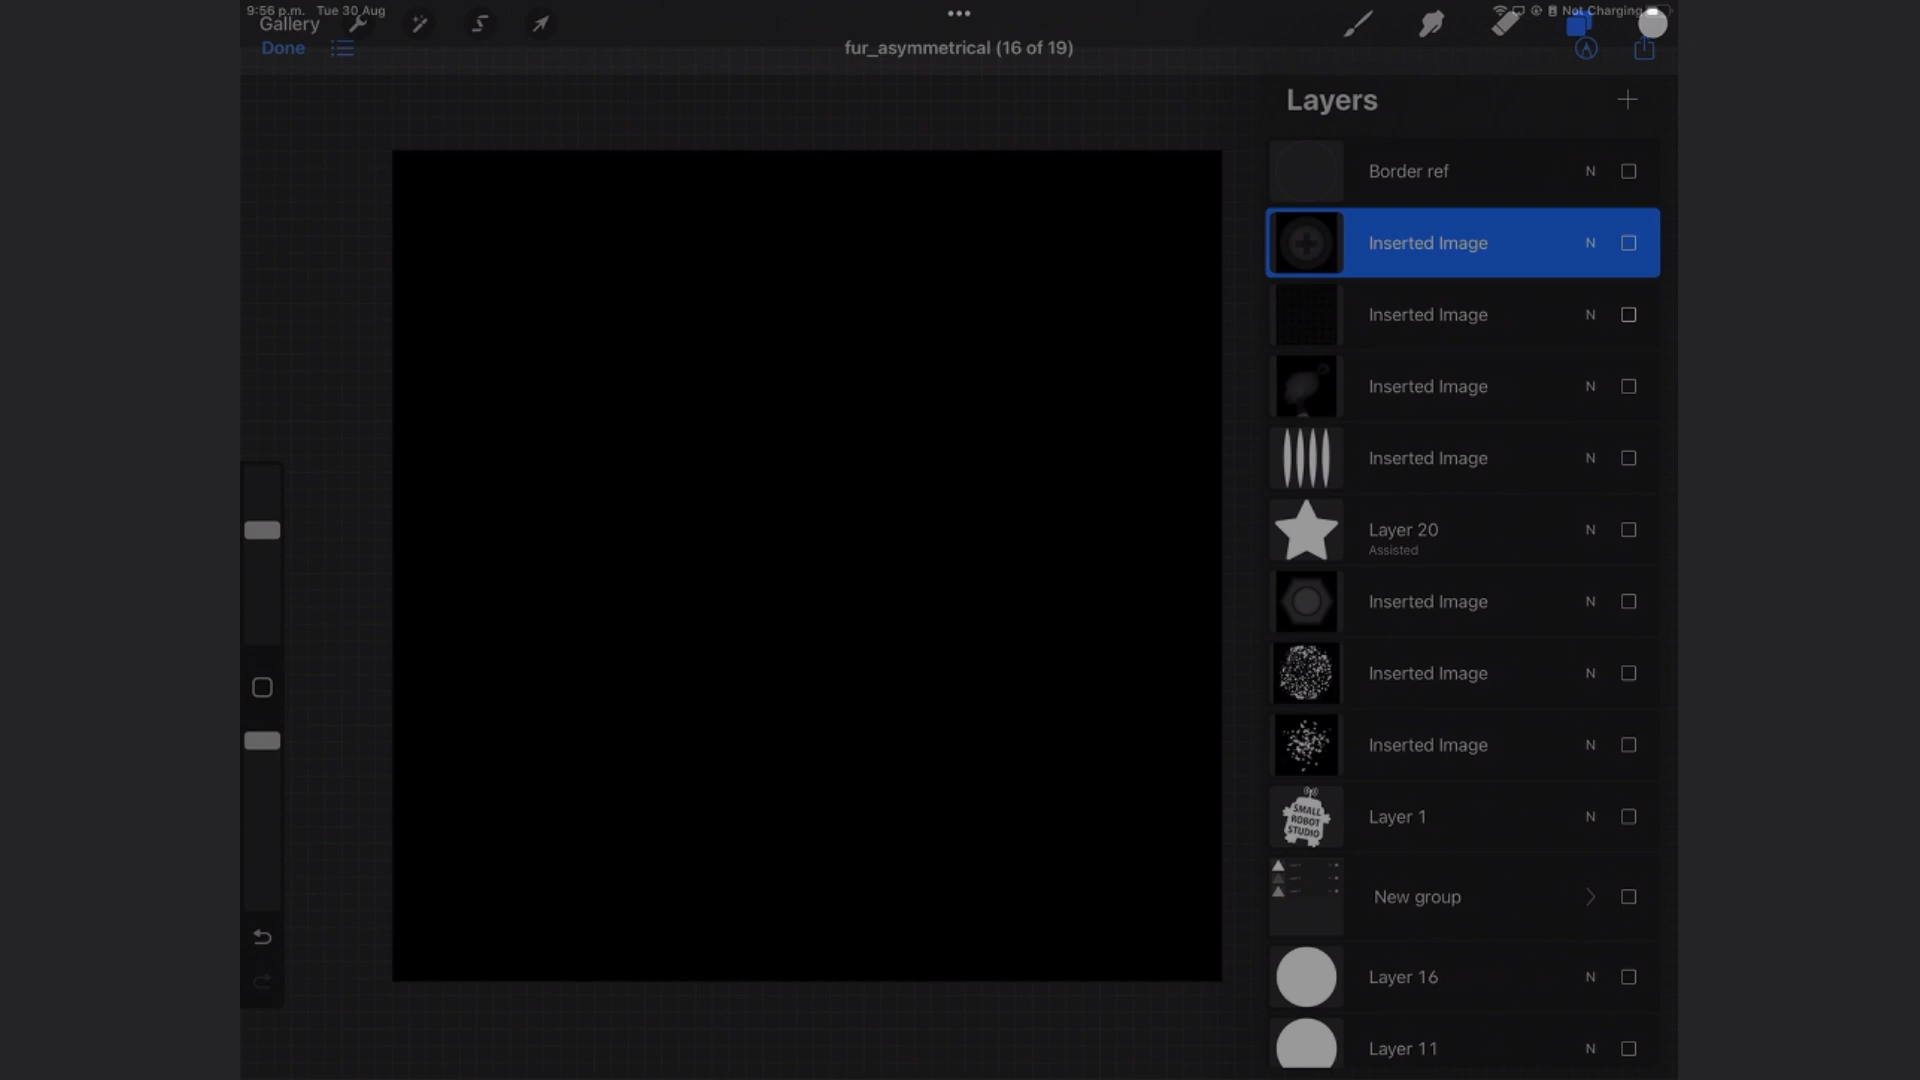 9:56 p.m. Tue 30 Aug
Not Charging
Gallery
Done
fur_asymmetrical (16 of 19)
Layers
Border ref N
Inserted Image N
Inserted Image N
Inserted Image N
Inserted Image N
Layer 20 N
Assisted
Inserted Image N
Inserted Image N
Inserted Image N
SMALL
ROBOT
STUDIO
Layer 1 N
New group
Layer 16 N
Layer 11 N